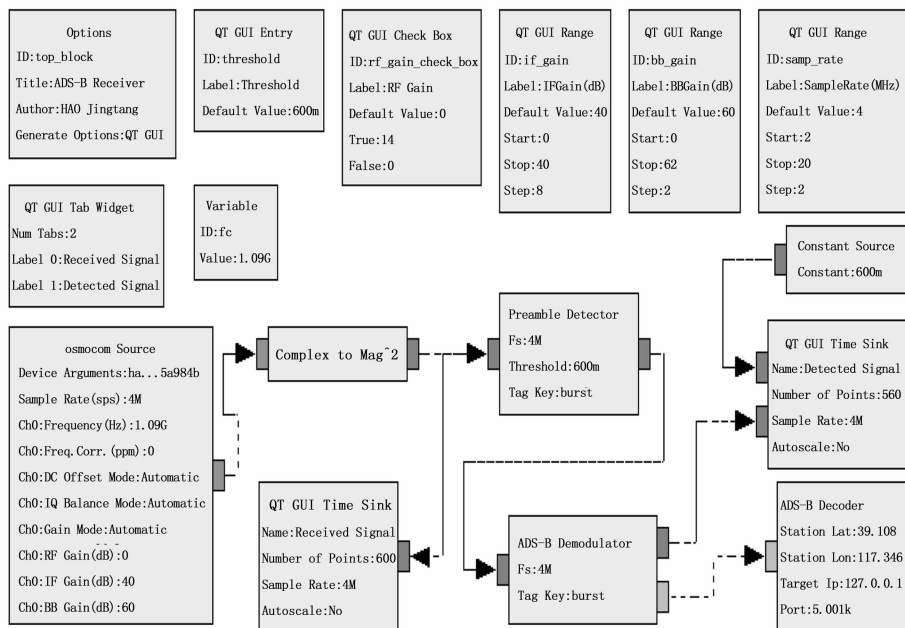 Options
ID:top_block
Title:ADS-B Receiver
Author:HAO Jingtang
Generate Options:QT GUI
QT GUI Entry
ID:threshold
Label:Threshold
Default Value:600m
QT GUI Check Box
ID:rf_gain_check_box
Label:RF Gain
Default Value:0
True:14
False:0
QT GUI Range
ID:if_gain
Label:IFGain(dB)
Default Value:40
Start:0
Stop:40
Step:8
QT GUI Range
ID:bb_gain
Label:BBGain(dB)
Default Value:60
Start:0
Stop:62
Step:2
QT GUI Range
ID:samp_rate
Label:SampleRate(MHz)
Default Value:4
Start:2
Stop:20
Step:2
QT GUI Tab Widget
Num Tabs:2
Label 0:Received Signal
Label 1:Detected Signal
Variable
ID:fc
Value:1.09G
Constant Source
Constant:600m
osmocom Source
Device Arguments:ha...5a984b
Sample Rate(sps):4M
Ch0:Frequency(Hz):1.09G
Ch0:Freq.Corr.(ppm):0
Ch0:DC Offset Mode:Automatic
Ch0:IQ Balance Mode:Automatic
Ch0:Gain Mode:Automatic
Ch0:RF Gain(dB):0
Ch0:IF Gain(dB):40
Ch0:BB Gain(dB):60
Complex to Mag^2
Preamble Detector
Fs:4M
Threshold:600m
Tag Key:burst
QT GUI Time Sink
Name:Detected Signal
Number of Points:560
Sample Rate:4M
Autoscale:No
QT GUI Time Sink
Name:Received Signal
Number of Points:600
Sample Rate:4M
Autoscale:No
ADS-B Demodulator
Fs:4M
Tag Key:burst
ADS-B Decoder
Station Lat:39.108
Station Lon:117.346
Target Ip:127.0.0.1
Port:5.001k